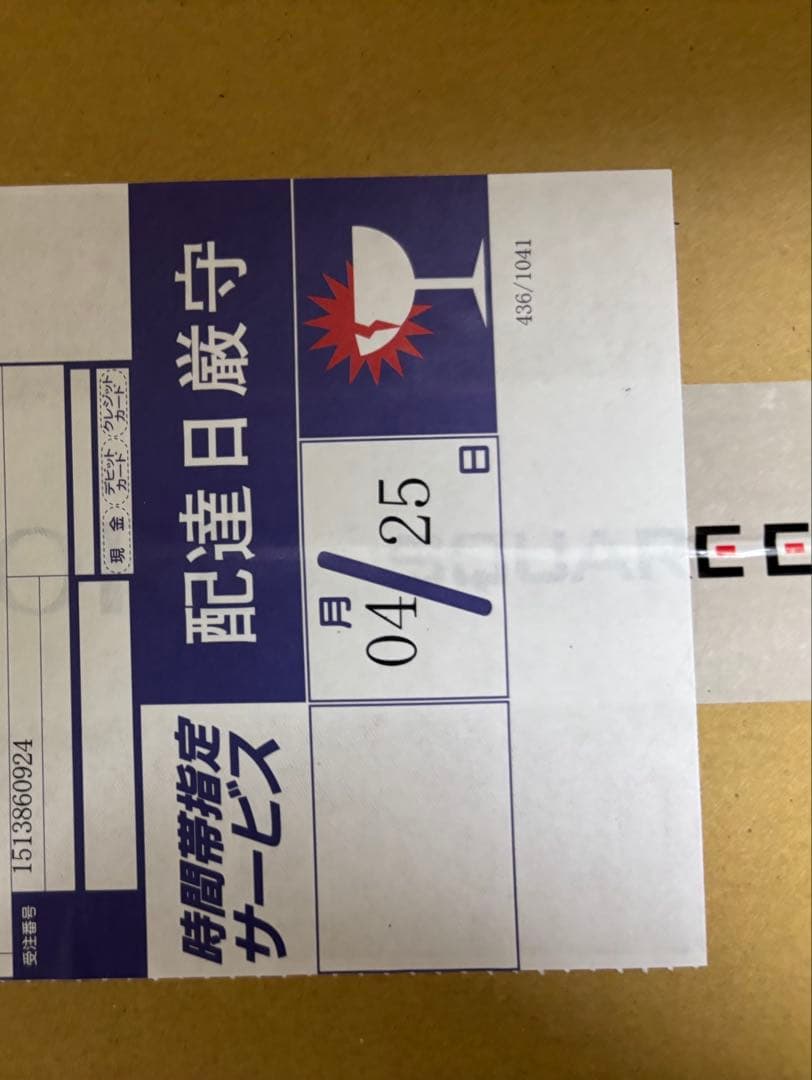 受注番号
1513860924
現 金
デビット
カード
クレジット
カード
配達日厳守
時間帯指定
サービス
月
日
04/25
436/1041
SQUAR